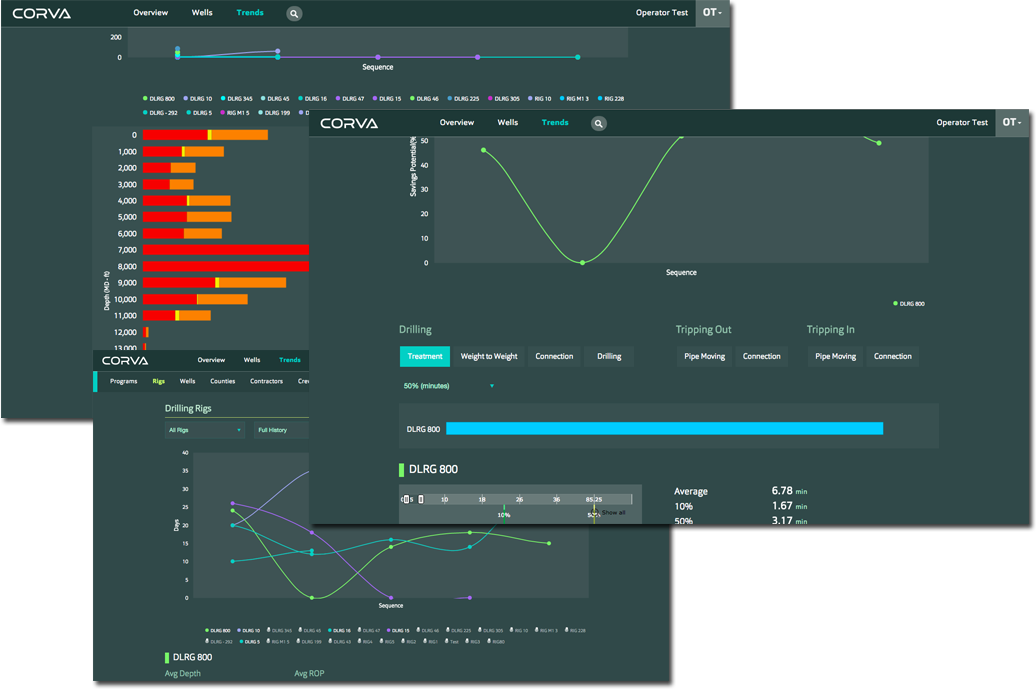 CORVA Overview Wells Trends Operator Test OT
200
0
Sequence
DLRG 800 DLRG 10 DLRG 345 DLRG 45 DLRG 16 DLRG 47 DLRG 15 DLRG 46 DLRG 225 DLRG 305 RIG 10 RIG M1 3 RIG 228
DLRG - 292 DLRG 5 RIG M1 5 DLRG 199
Depth (MD - ft)
0
1,000
2,000
3,000
4,000
5,000
6,000
7,000
8,000
9,000
10,000
11,000
12,000
13,000
CORVA Overview Wells Trends Operator Test OT
Savings Potential(%
50
40
30
20
10
0
Sequence
DLRG 800
Drilling Tripping Out Tripping In
Treatment Weight to Weight Connection Drilling Pipe Moving Connection Pipe Moving Connection
50% (minutes)
DLRG 800
DLRG 800
10 18 26 36
10% Show all
Average 6.78 min
10% 1.67 min
50% 3.17 min
CORVA Overview Wells Trends
Programs Rigs Wells Counties Contractors Cre
Drilling Rigs
All Rigs Full History
Days
40
35
30
25
20
15
10
5
0
Sequence
DLRG 800 DLRG 10 DLRG 345 DLRG 45 DLRG 16 DLRG 47 DLRG 15 DLRG 46 DLRG 225 DLRG 305 RIG 10 RIG M1 3 RIG 228
DLRG - 292 DLRG 5 RIG M1 5 DLRG 199 DLRG 43 RIG4 RIG5 RIG2 RIG1 Test RIG3 RIG80
DLRG 800
Avg Depth Avg ROP